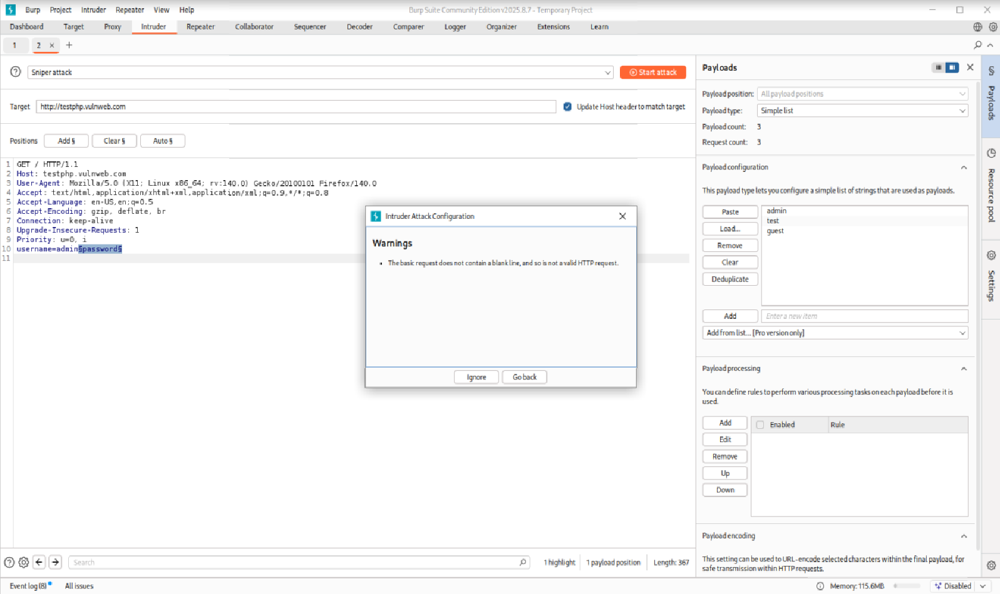 Burp Project Intruder Repeater View Help
Burp Suite Community Edition v2025.8.7 - Temporary Project
Dashboard Target Proxy Intruder Repeater Collaborator Sequencer Decoder Comparer Logger Organizer Extensions Learn
1 2 × +
Sniper attack
Start attack
Target http://testphp.vulnweb.com
Update Host header to match target
Positions Add § Clear § Auto §
1 GET / HTTP/1.1
2 Host: testphp.vulnweb.com
3 User-Agent: Mozilla/5.0 (X11; Linux x86_64; rv:140.0) Gecko/20100101 Firefox/140.0
4 Accept: text/html,application/xhtml+xml,application/xml;q=0.9,*/*;q=0.8
5 Accept-Language: en-US,en;q=0.5
6 Accept-Encoding: gzip, deflate, br
7 Connection: keep-alive
8 Upgrade-Insecure-Requests: 1
9 Priority: u=0, i
10 username=admin§password§
11
Intruder Attack Configuration
Warnings
• The basic request does not contain a blank line, and so is not a valid HTTP request.
Ignore Go back
Payloads
Payload position: All payload positions
Payload type: Simple list
Payload count: 3
Request count: 3
Payload configuration
This payload type lets you configure a simple list of strings that are used as payloads.
Paste
Load...
Remove
Clear
Deduplicate
admin
test
guest
Add Enter a new item
Add from list... [Pro version only]
Payload processing
You can define rules to perform various processing tasks on each payload before it is
used.
Add
Edit
Remove
Up
Down
Enabled Rule
Payload encoding
This setting can be used to URL-encode selected characters within the final payload, for
safe transmission within HTTP requests.
§ Payloads
Resource pool
Settings
Search
1 highlight 1 payload position Length: 367
Event log (8) All issues
Memory: 115.6MB
Disabled